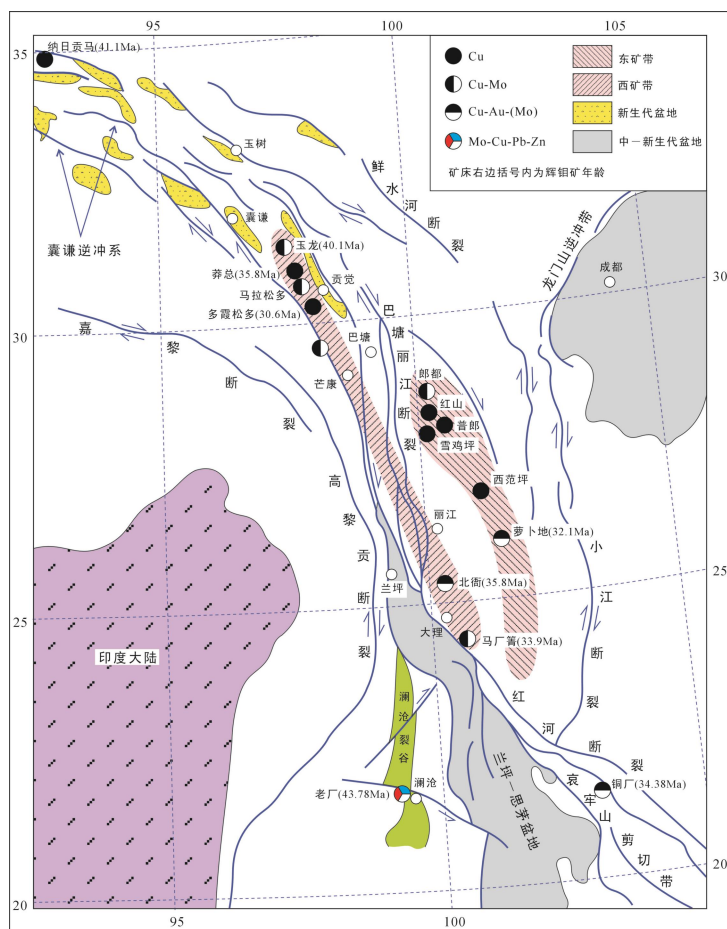 95
100
105
35
30
25
20
30
25
20
95
100
Cu
Cu-Mo
Cu-Au-(Mo)
Mo-Cu-Pb-Zn
东矿带
西矿带
新生代盆地
中－新生代盆地
矿床右边括号内为辉钼矿年龄
纳日贡马(41.1Ma)
玉树
鲜水河断裂
囊谦
囊谦逆冲系
玉龙(40.1Ma)
莽总(35.8Ma)
贡觉
马拉松多
多霞松多(30.6Ma)
龙门山逆冲带
成都
嘉黎断裂
巴塘
芒康
巴塘丽江断裂
郎都
红山
普郎
雪鸡坪
西范坪
高黎贡断裂
丽江
萝卜地(32.1Ma)
小江断裂
兰坪
北衙(35.8Ma)
大理
马厂箐(33.9Ma)
印度大陆
红河断裂
澜沧裂谷
澜沧
老厂(43.78Ma)
兰坪－思茅盆地
铜厂(34.38Ma)
哀牢山剪切带